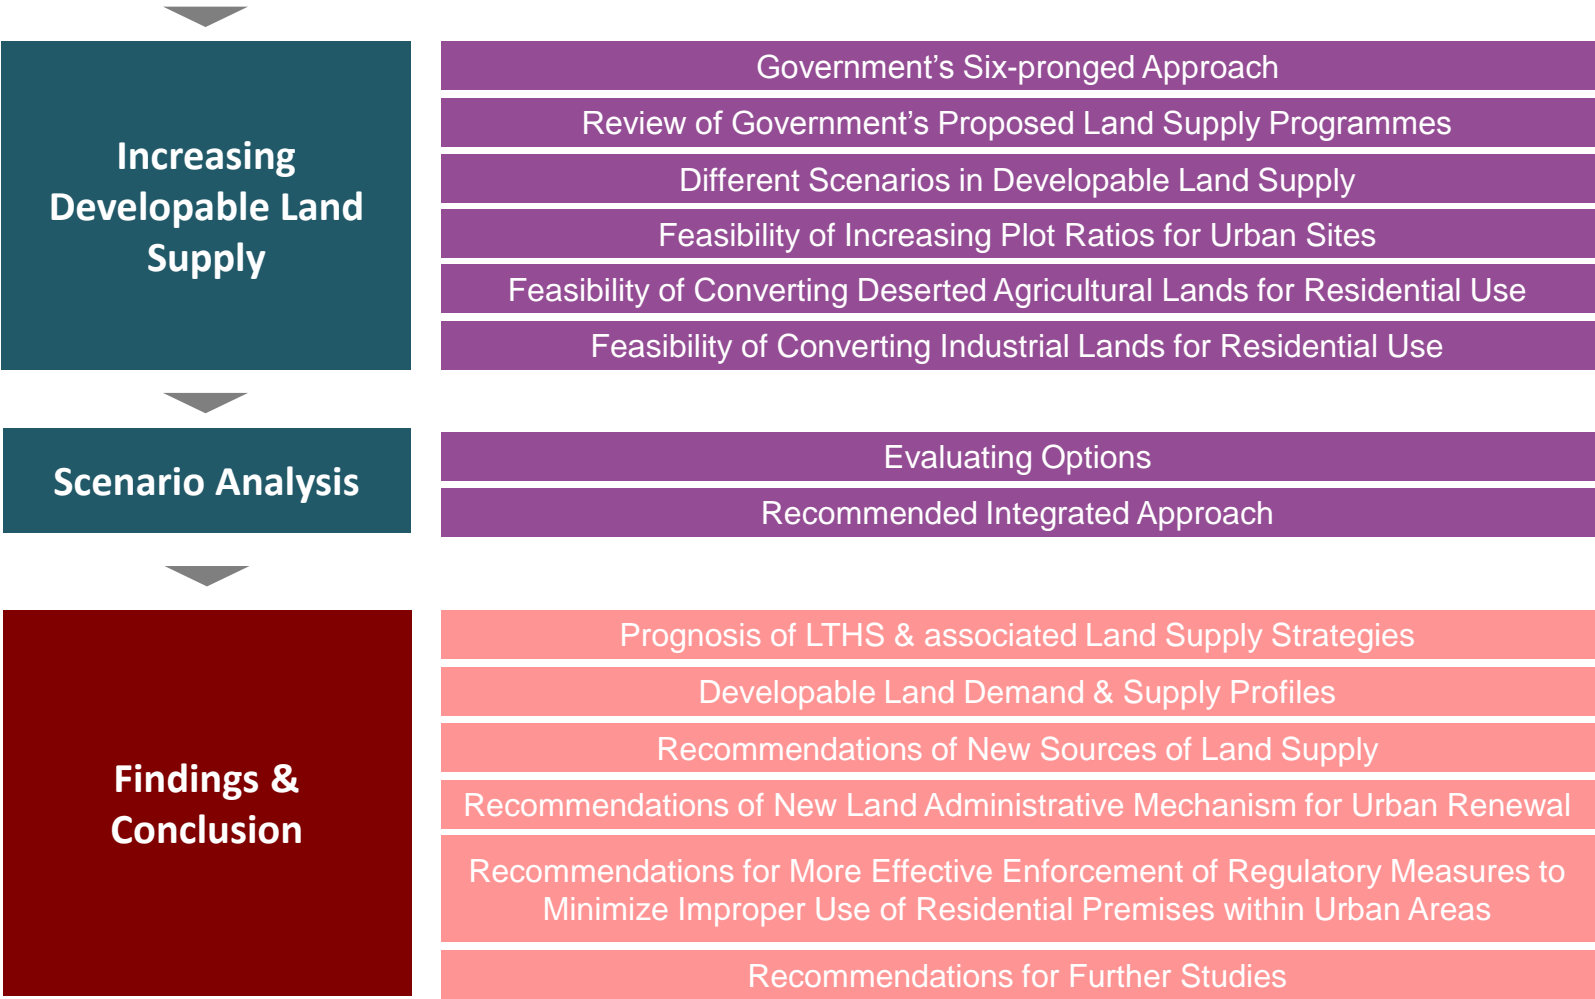 Increasing
Developable Land
Supply
Government’s Six-pronged Approach
Review of Government’s Proposed Land Supply Programmes
Different Scenarios in Developable Land Supply
Feasibility of Increasing Plot Ratios for Urban Sites
Feasibility of Converting Deserted Agricultural Lands for Residential Use
Feasibility of Converting Industrial Lands for Residential Use
Scenario Analysis
Evaluating Options
Recommended Integrated Approach
Findings &
Conclusion
Prognosis of LTHS & associated Land Supply Strategies
Developable Land Demand & Supply Profiles
Recommendations of New Sources of Land Supply
Recommendations of New Land Administrative Mechanism for Urban Renewal
Recommendations for More Effective Enforcement of Regulatory Measures to
Minimize Improper Use of Residential Premises within Urban Areas
Recommendations for Further Studies